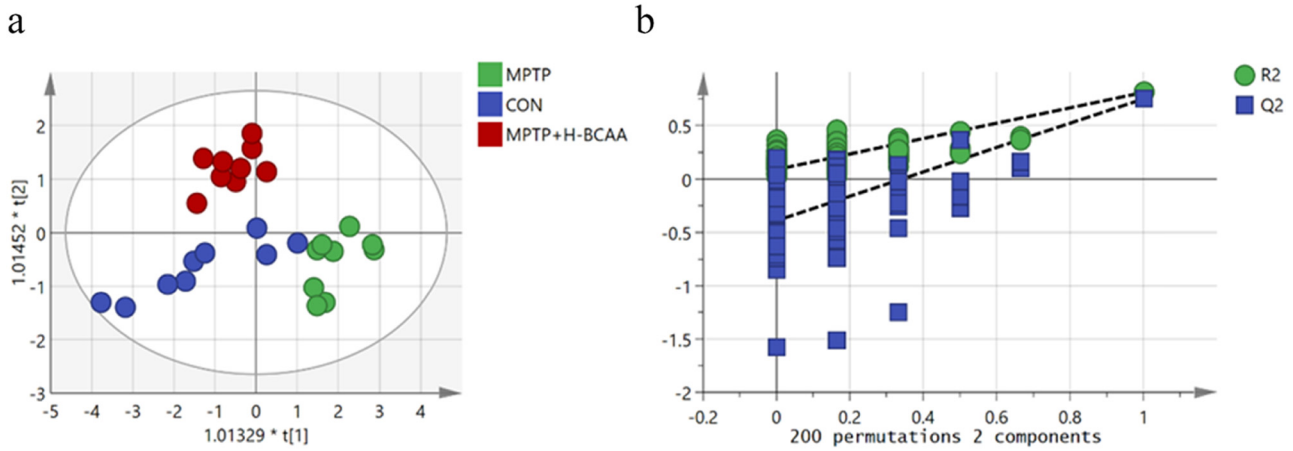 a
b
MPTP
CON
MPTP+H-BCAA
R2
Q2
2
1
0
-1
-2
-3
1.01452 * t[2]
-5 -4 -3 -2 -1 0 1 2 3 4
1.01329 * t[1]
0.5
0
-0.5
-1
-1.5
-2
-0.2 0 0.2 0.4 0.6 0.8 1
200 permutations 2 components